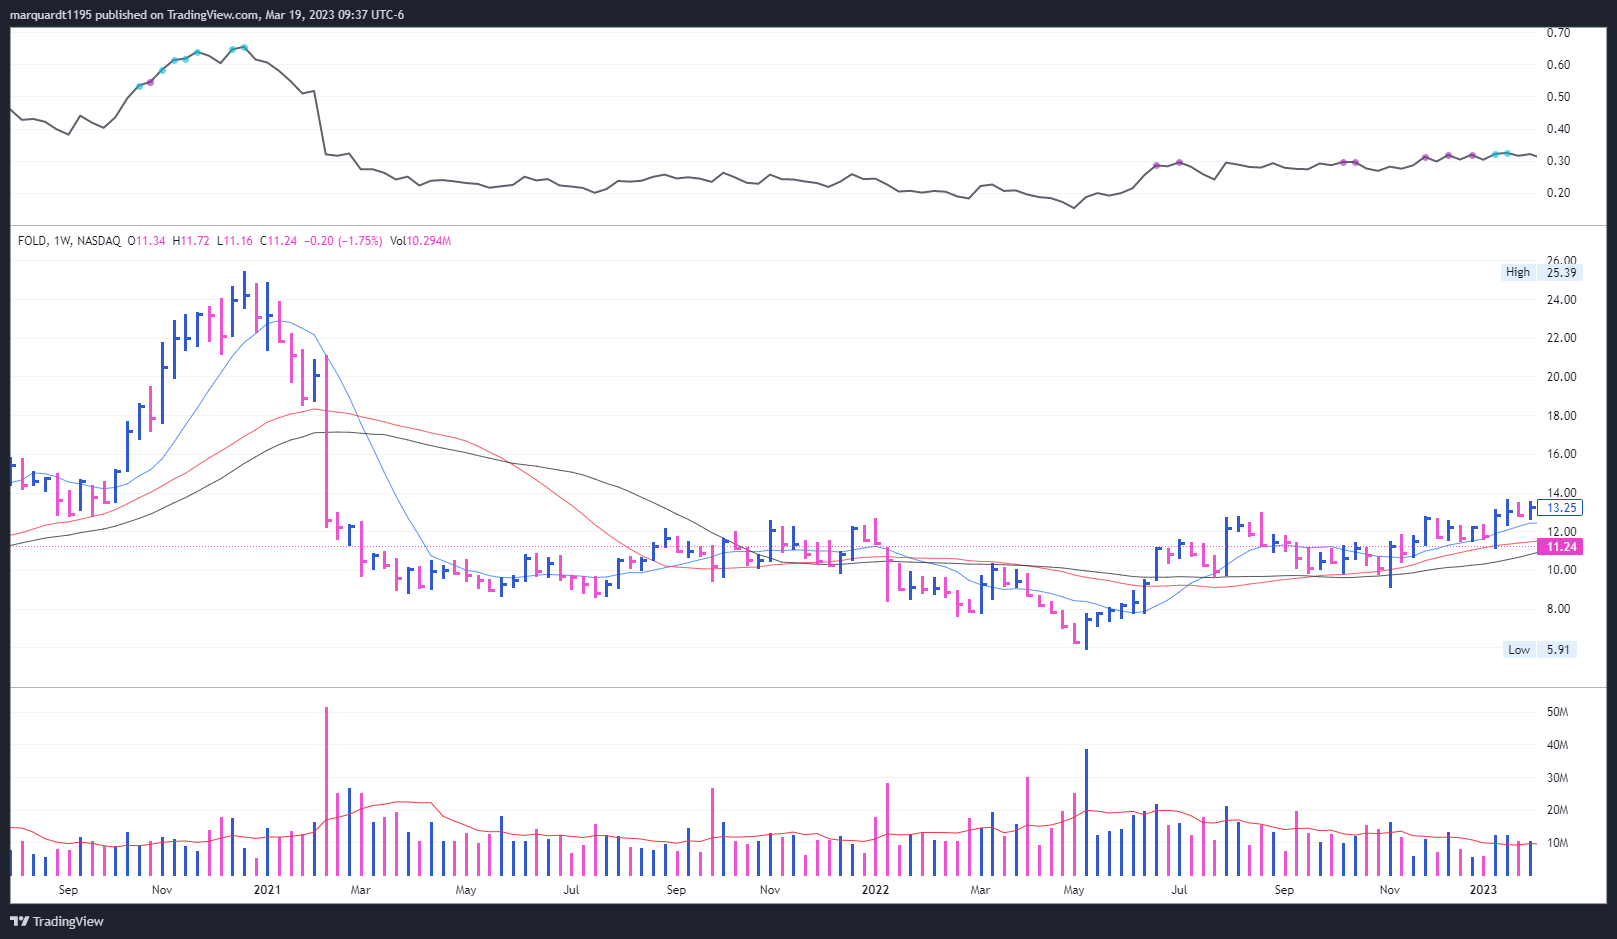 marquardt1195 published on TradingView.com, Mar 19, 2023 09:37 UTC-6
0.70
0.60
0.50
0.40
0.30
0.20
FOLD, 1W, NASDAQ O11.34 H11.72 L11.16 C11.24 −0.20 (−1.75%) Vol10.294M
26.00
High 25.39
24.00
22.00
20.00
18.00
16.00
14.00
13.25
12.00
11.24
10.00
8.00
Low 5.91
50M
40M
30M
20M
10M
Sep Nov 2021 Mar May Jul Sep Nov 2022 Mar May Jul Sep Nov 2023
TradingView